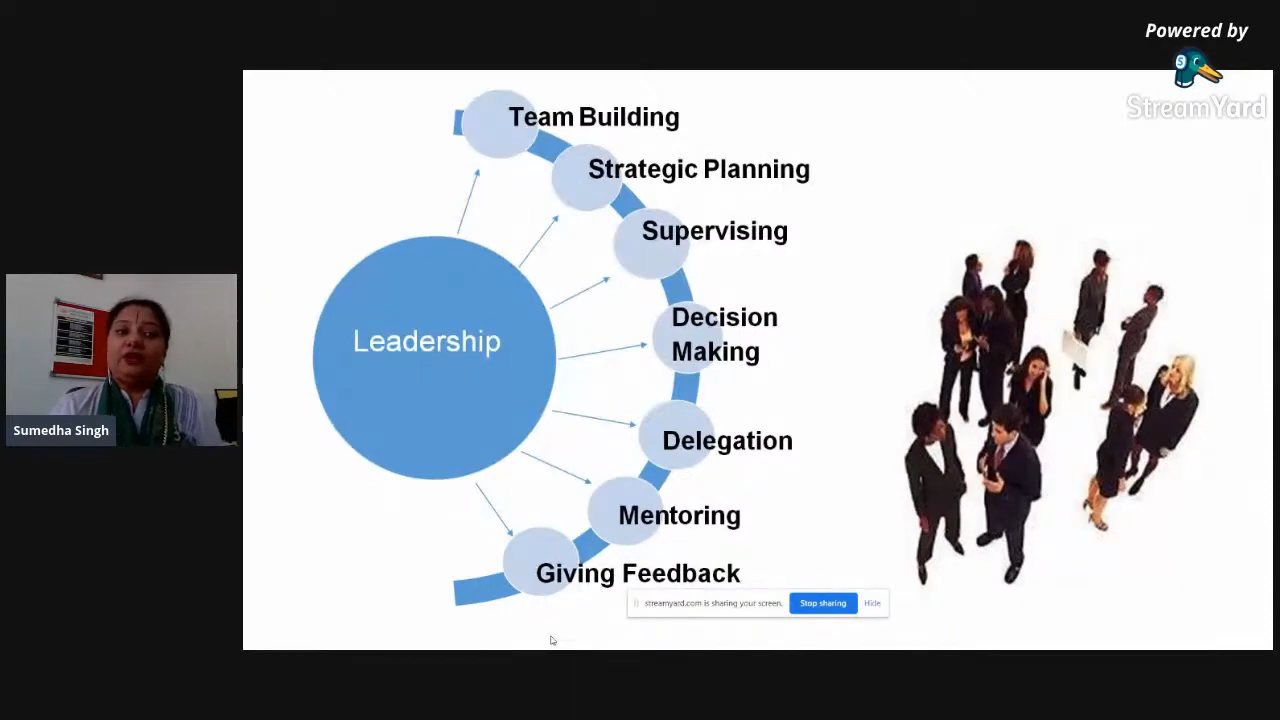 Powered by
StreamYard
Team Building
Strategic Planning
Supervising
Decision
Making
Leadership
Delegation
Mentoring
Giving Feedback
Sumedha Singh
streamyard.com is sharing your screen.
Stop sharing
Hide